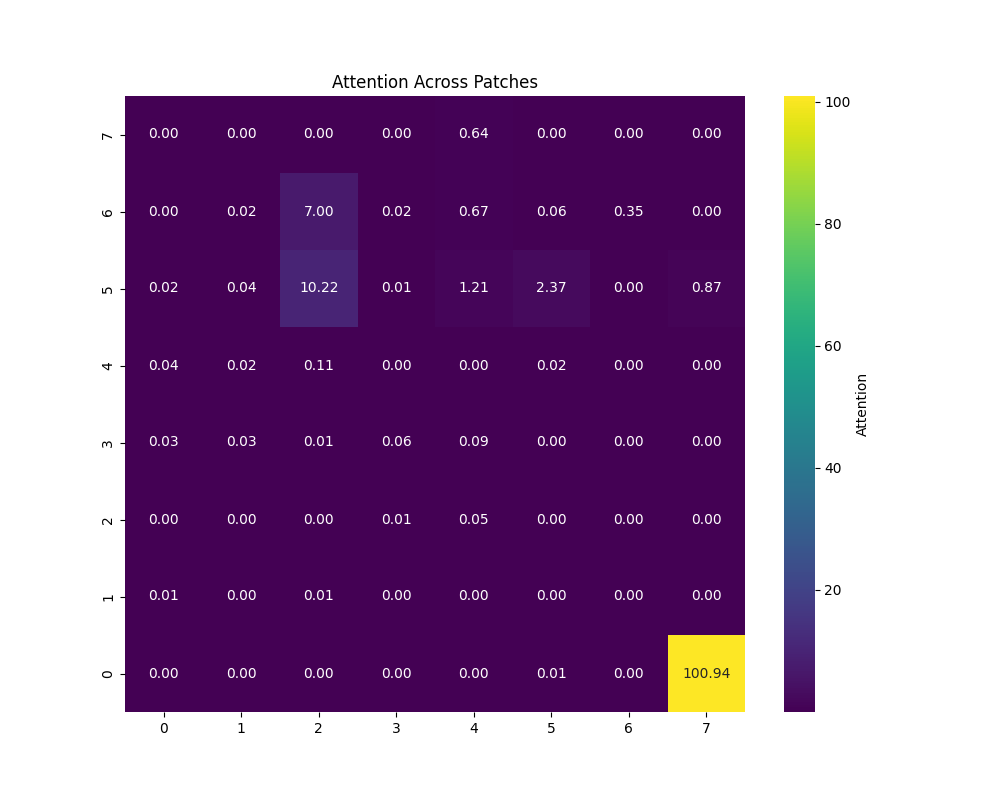 Attention Across Patches
7 0.00 0.00 0.00 0.00 0.64 0.00 0.00 0.00
6 0.00 0.02 7.00 0.02 0.67 0.06 0.35 0.00
5 0.02 0.04 10.22 0.01 1.21 2.37 0.00 0.87
4 0.04 0.02 0.11 0.00 0.00 0.02 0.00 0.00
3 0.03 0.03 0.01 0.06 0.09 0.00 0.00 0.00
2 0.00 0.00 0.00 0.01 0.05 0.00 0.00 0.00
1 0.01 0.00 0.01 0.00 0.00 0.00 0.00 0.00
0 0.00 0.00 0.00 0.00 0.00 0.01 0.00 100.94
0 1 2 3 4 5 6 7
100
80
60
40
20
Attention